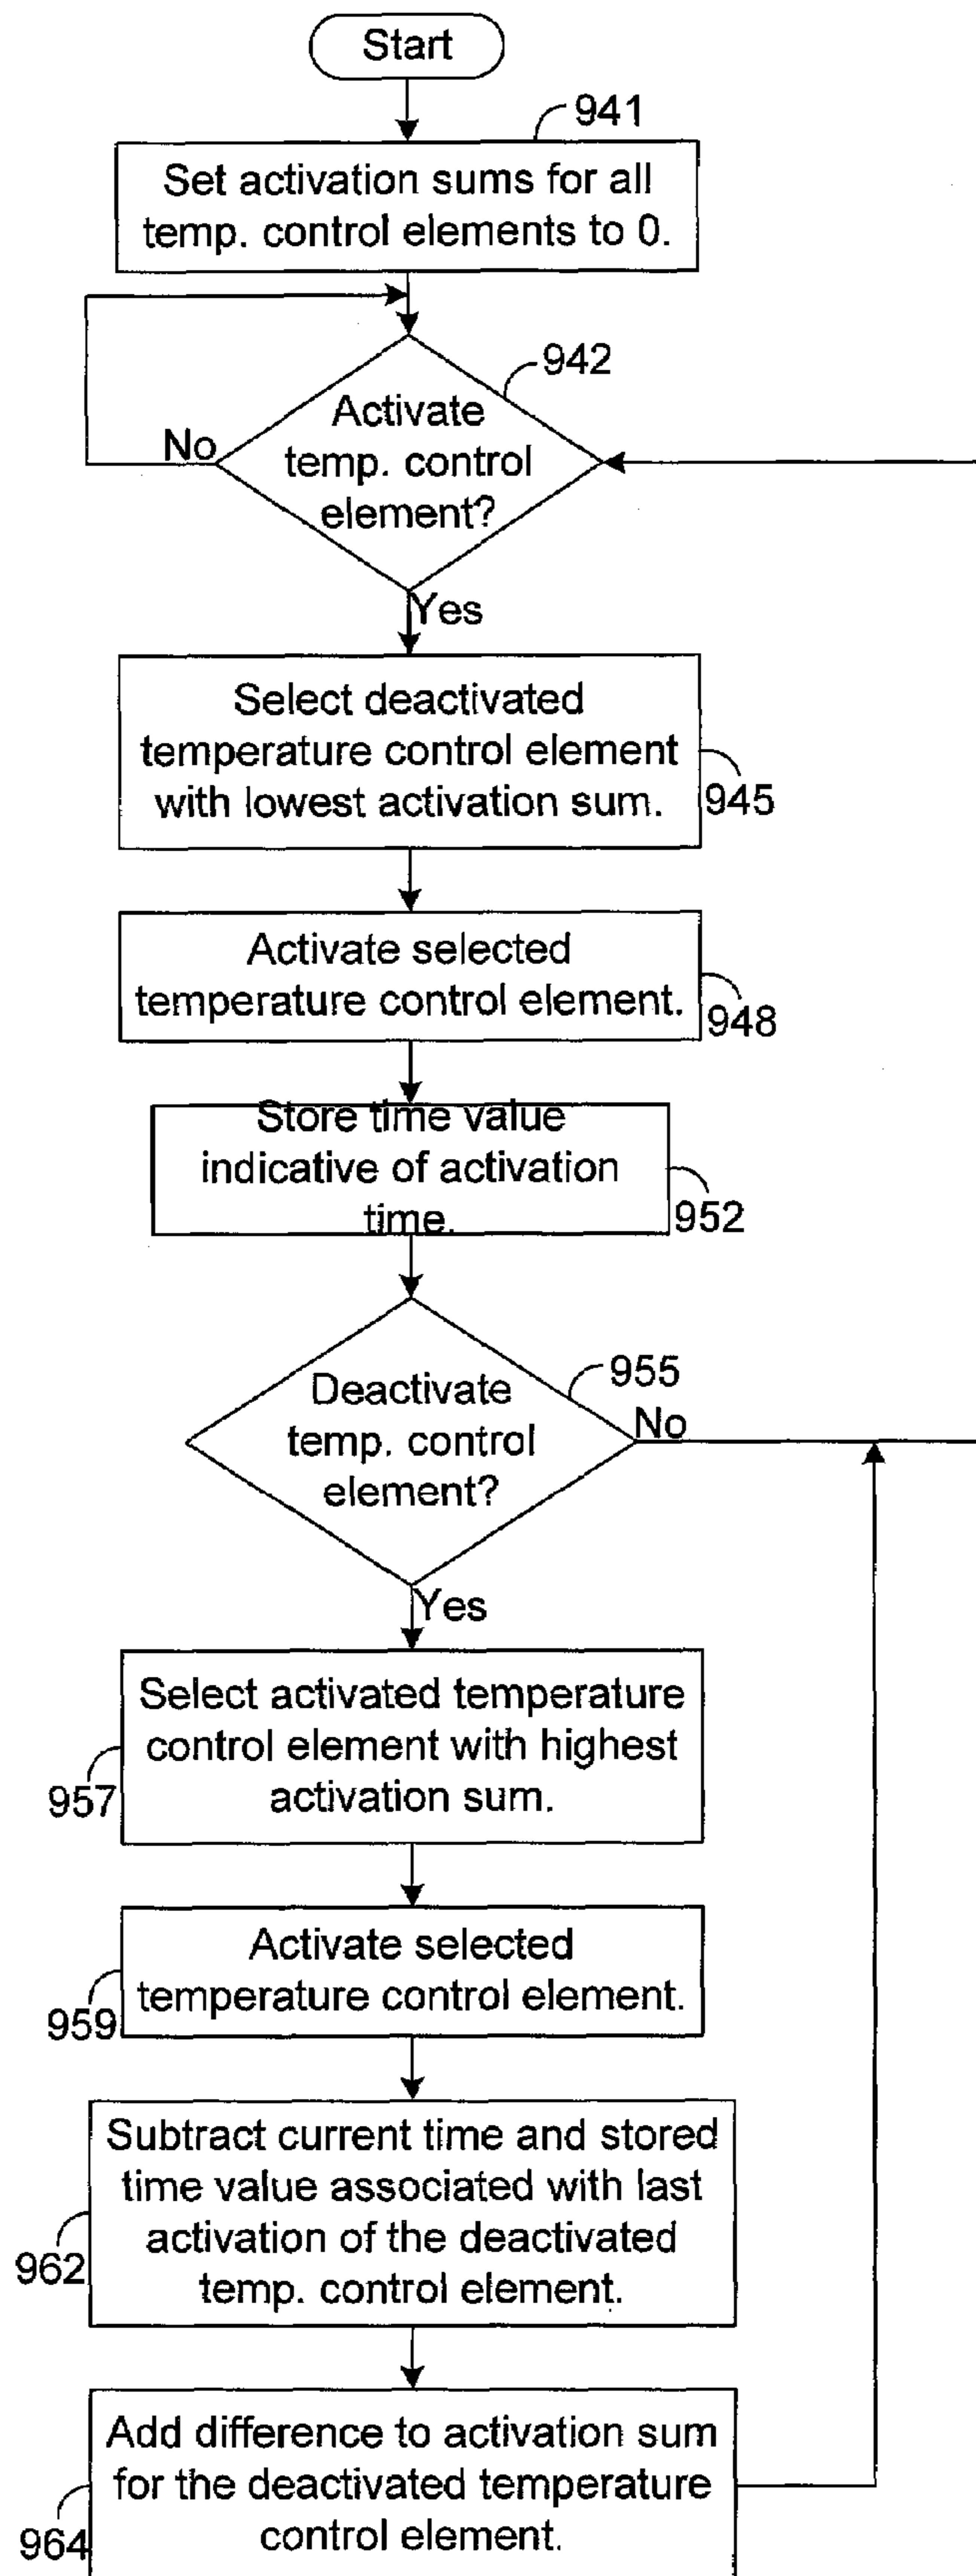 Start
941
Set activation sums for all
temp. control elements to 0.
942
Activate
temp. control
element?
No
Yes
Select deactivated
temperature control element
with lowest activation sum.
945
Activate selected
temperature control element.
948
Store time value
indicative of activation
time.
952
955
Deactivate
temp. control
element?
No
Yes
Select activated temperature
control element with highest
activation sum.
957
Activate selected
temperature control element.
959
Subtract current time and stored
time value associated with last
activation of the deactivated
temp. control element.
962
Add difference to activation sum
for the deactivated temperature
control element.
964